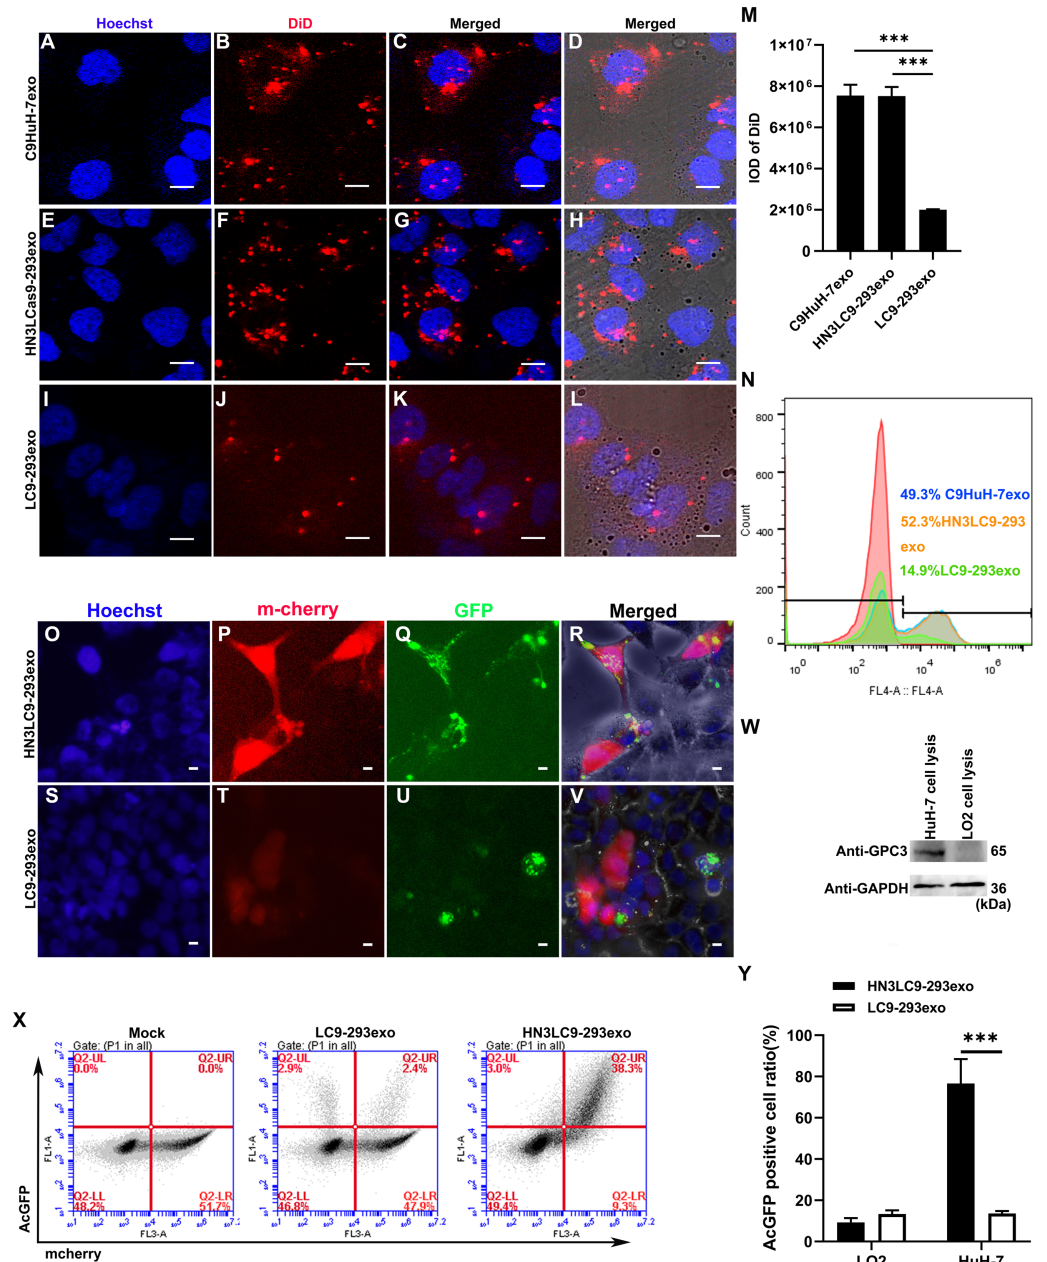 Hoechst DiD Merged Merged
C9HuH-7exo
A B C D
HN3LCas9-293exo
E F G H
LC9-293exo
I J K L
M
IOD of DiD
1×10⁷
8×10⁶
6×10⁶
4×10⁶
2×10⁶
0
***
***
C9HuH-7exo
HN3LC9-293exo
LC9-293exo
N
Count
800
600
400
200
0
49.3% C9HuH-7exo
52.3%HN3LC9-293
exo
14.9%LC9-293exo
10⁰ 10² 10⁴ 10⁶
FL4-A :: FL4-A
Hoechst m-cherry GFP Merged
HN3LC9-293exo
O P Q R
LC9-293exo
S T U V
W
HuH-7 cell lysis
LO2 cell lysis
Anti-GPC3 65
Anti-GAPDH 36
(kDa)
X
AcGFP
mcherry
Mock
Gate: (P1 in all)
Q2-UL Q2-UR
0.0% 0.0%
Q2-LL Q2-LR
48.2% 51.7%
FL1-A
FL3-A
LC9-293exo
Gate: (P1 in all)
Q2-UL Q2-UR
2.9% 2.4%
Q2-LL Q2-LR
46.8% 47.9%
FL1-A
FL3-A
HN3LC9-293exo
Gate: (P1 in all)
Q2-UL Q2-UR
3.0% 38.3%
Q2-LL Q2-LR
49.4% 9.3%
FL1-A
FL3-A
Y
HN3LC9-293exo
LC9-293exo
AcGFP positive cell ratio(%)
100
80
60
40
20
0
***
LO2 HuH-7